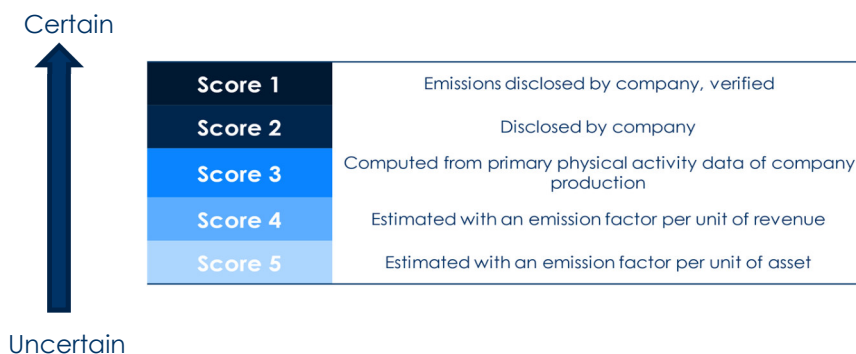 Certain
Score 1
Emissions disclosed by company, verified
Score 2
Disclosed by company
Score 3
Computed from primary physical activity data of company
production
Score 4
Estimated with an emission factor per unit of revenue
Score 5
Estimated with an emission factor per unit of asset
Uncertain